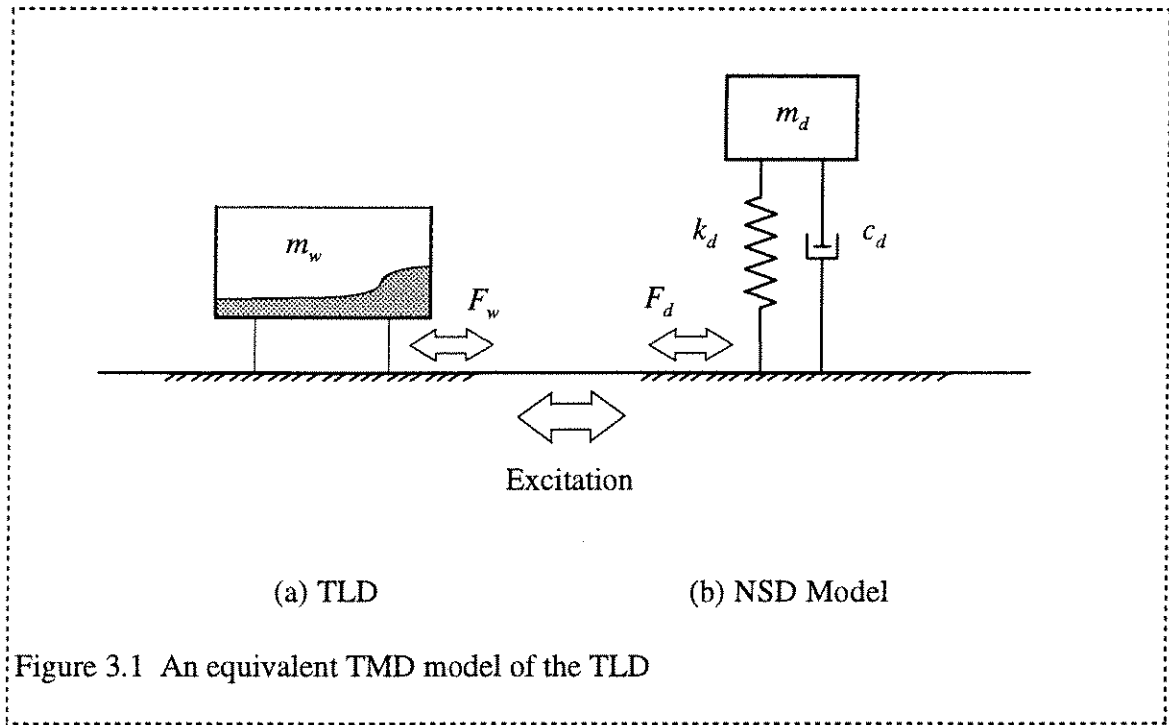 m_d
m_w
k_d
c_d
F_w
F_d
Excitation
(a) TLD
(b) NSD Model
Figure 3.1 An equivalent TMD model of the TLD